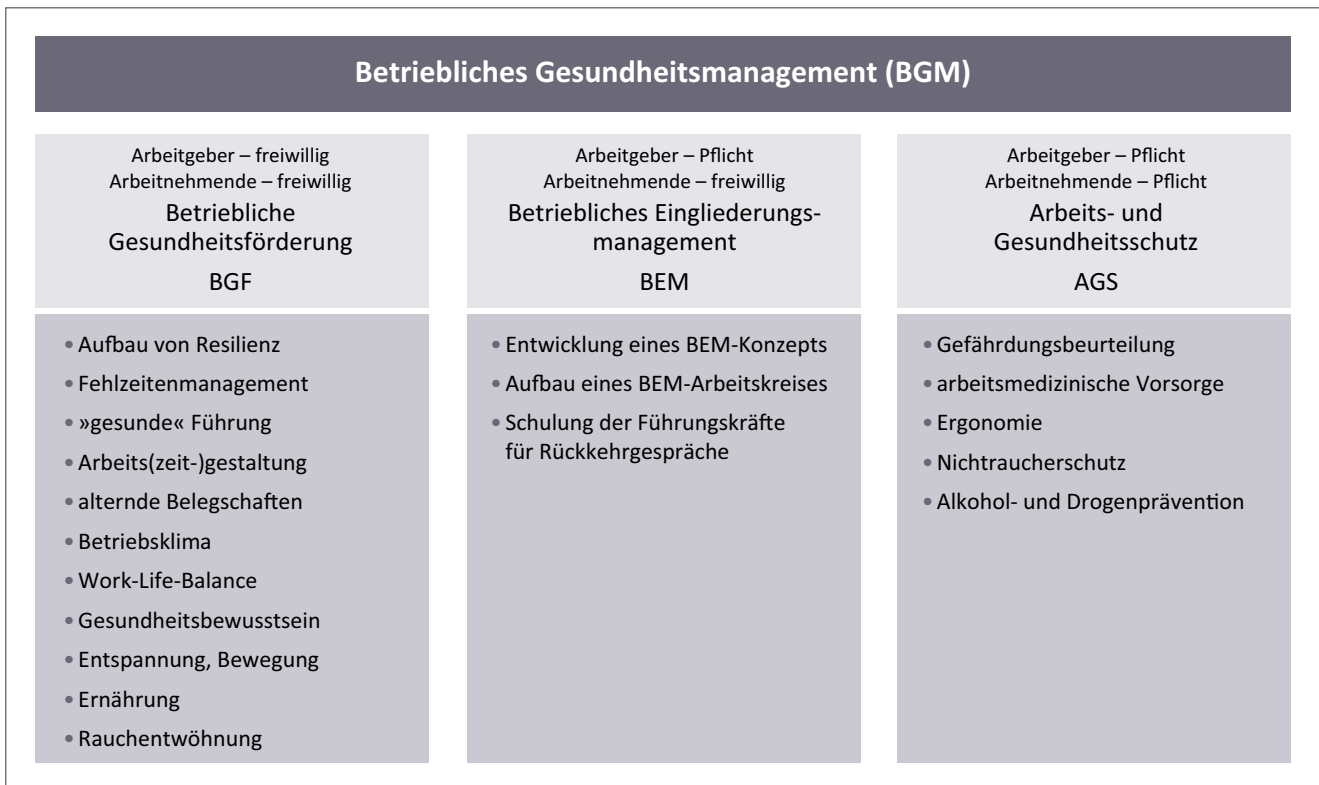 Betriebliches Gesundheitsmanagement (BGM)
Arbeitgeber – freiwillig
Arbeitnehmende – freiwillig
Betriebliche
Gesundheitsförderung
BGF
• Aufbau von Resilienz
• Fehlzeitenmanagement
• »gesunde« Führung
• Arbeits(zeit-)gestaltung
• alternde Belegschaften
• Betriebsklima
• Work-Life-Balance
• Gesundheitsbewusstsein
• Entspannung, Bewegung
• Ernährung
• Rauchentwöhnung
Arbeitgeber – Pflicht
Arbeitnehmende – freiwillig
Betriebliches Eingliederungs-
management
BEM
• Entwicklung eines BEM-Konzepts
• Aufbau eines BEM-Arbeitskreises
• Schulung der Führungskräfte
für Rückkehrgespräche
Arbeitgeber – Pflicht
Arbeitnehmende – Pflicht
Arbeits- und
Gesundheitsschutz
AGS
• Gefährdungsbeurteilung
• arbeitsmedizinische Vorsorge
• Ergonomie
• Nichtraucherschutz
• Alkohol- und Drogenprävention